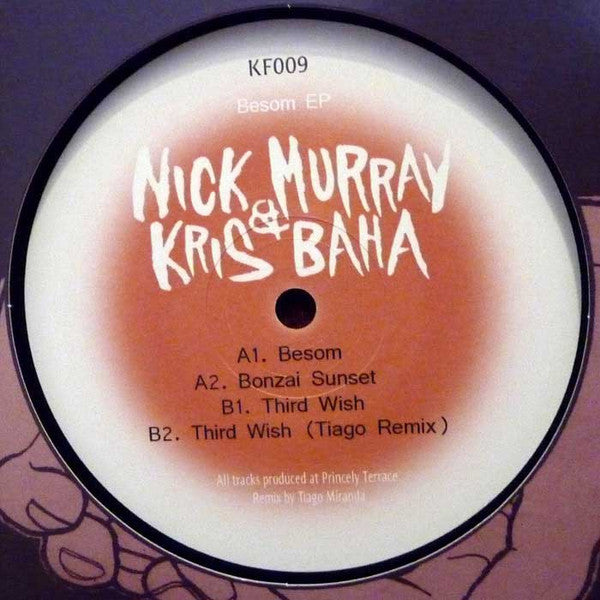 KF009
Besom EP
NICK MURRAY
& KRIS BAHA
A1. Besom
A2. Bonzai Sunset
B1. Third Wish
B2. Third Wish (Tiago Remix)
All tracks produced at Princely Terrace
Remix by Tiago Miranda